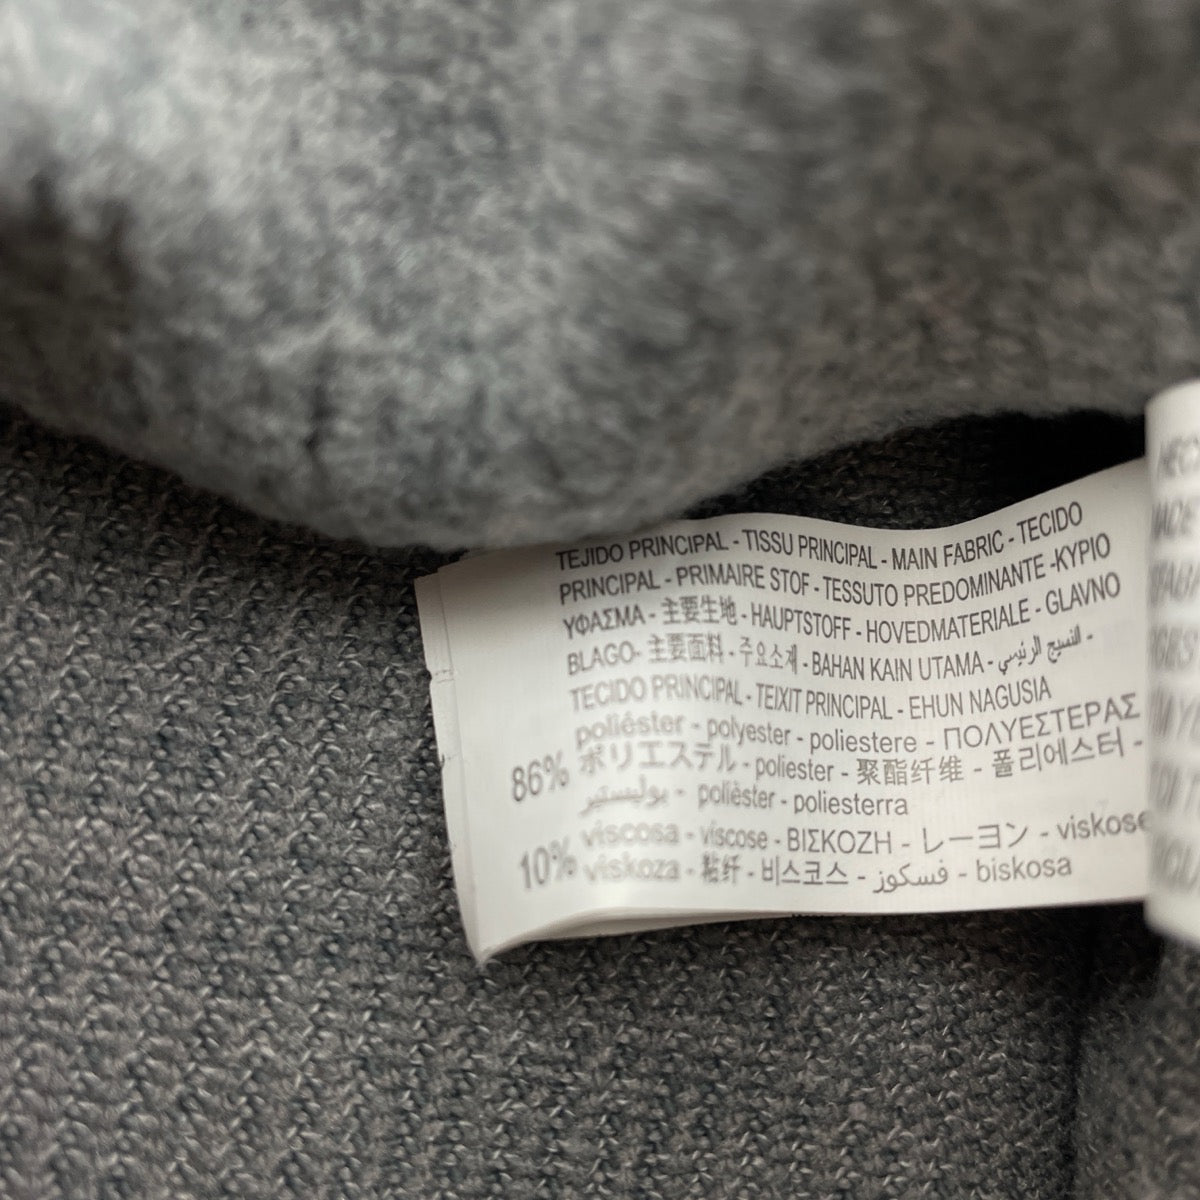 TEJIDO PRINCIPAL - TISSU PRINCIPAL - MAIN FABRIC - TECIDO
PRINCIPAL - PRIMAIRE STOF - TESSUTO PREDOMINANTE -ΚΥΡΙΟ
ΥΦΑΣΜΑ - 主要生地 - HAUPTSTOFF - HOVEDMATERIALE - GLAVNO
BLAGO- 主要面料 - 주요소재 - BAHAN KAIN UTAMA - النسيج الرئيسي -
TECIDO PRINCIPAL - TEIXIT PRINCIPAL - EHUN NAGUSIA
poliéster - polyester - poliestere - ΠΟΛΥΕΣΤΕΡΑΣ
86% ポリエステル - poliester - 聚酯纤维 - 폴리에스터 -
بوليستير - polièster - poliesterra
viscosa - viscose - ΒΙΣΚΟΖΗ - レーヨン - viskose
10% viskoza - 粘纤 - 비스코스 - فسكوز - biskosa